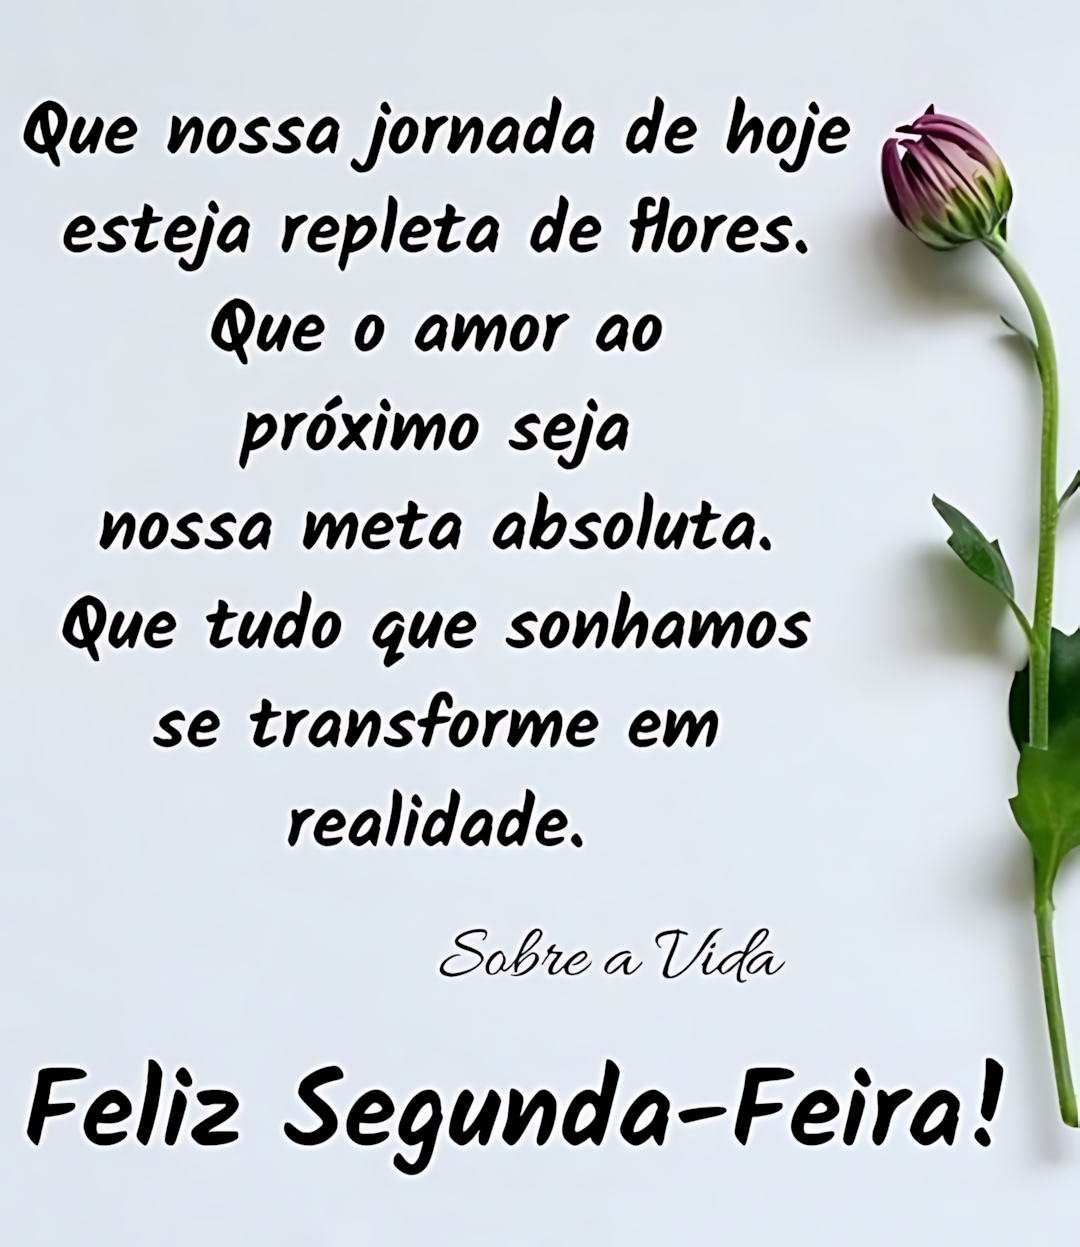 Que nossa jornada de hoje
esteja repleta de flores.
Que o amor ao
próximo seja
nossa meta absoluta.
Que tudo que sonhamos
se transforme em
realidade.
Sobre a Vida
Feliz Segunda-Feira!